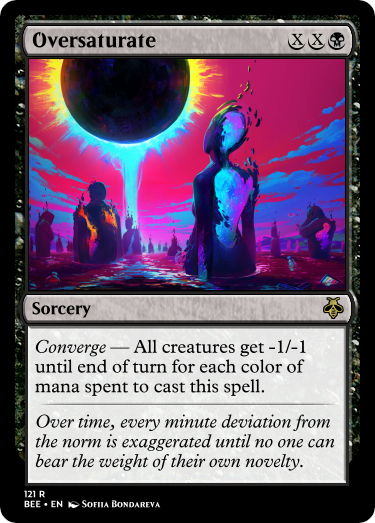 Oversaturate XX
Sorcery
Converge — All creatures get -1/-1
until end of turn for each color of
mana spent to cast this spell.
Over time, every minute deviation from
the norm is exaggerated until no one can
bear the weight of their own novelty.
121 R
BEE • EN Sofiia Bondareva